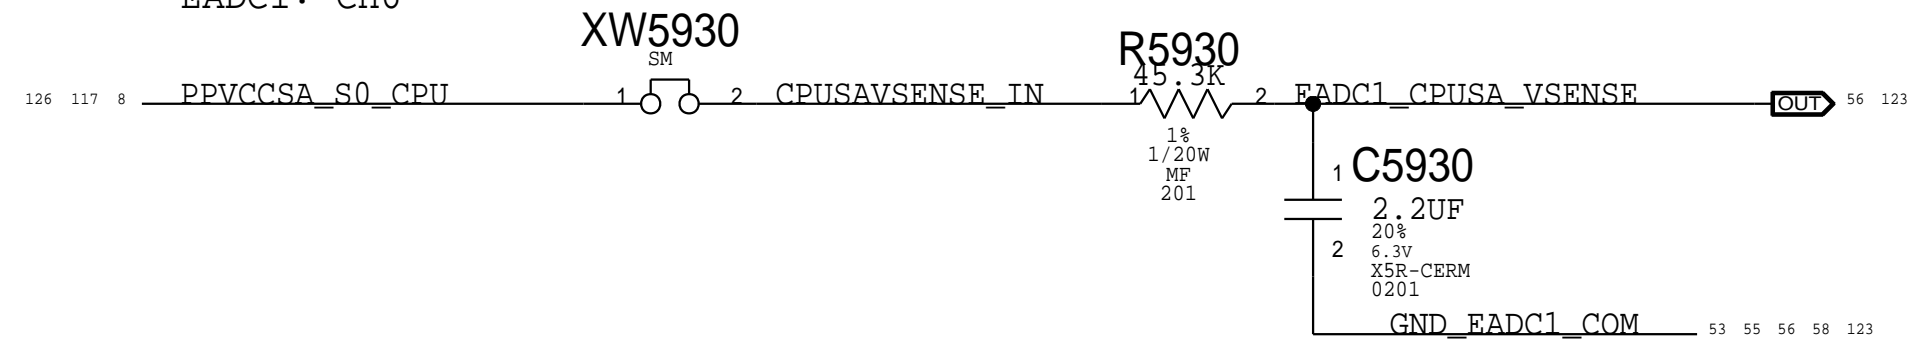 EADC1: CH0
XW5930
SM
126 117 8 PPVCCSA_S0_CPU 1 2 CPUSAVSENSE_IN
R5930
45.3K
1 2
1%
1/20W
MF
201
EADC1_CPUSA_VSENSE OUT 56 123
1 C5930
2.2UF
20%
2 6.3V
X5R-CERM
0201
GND_EADC1_COM 53 55 56 58 123